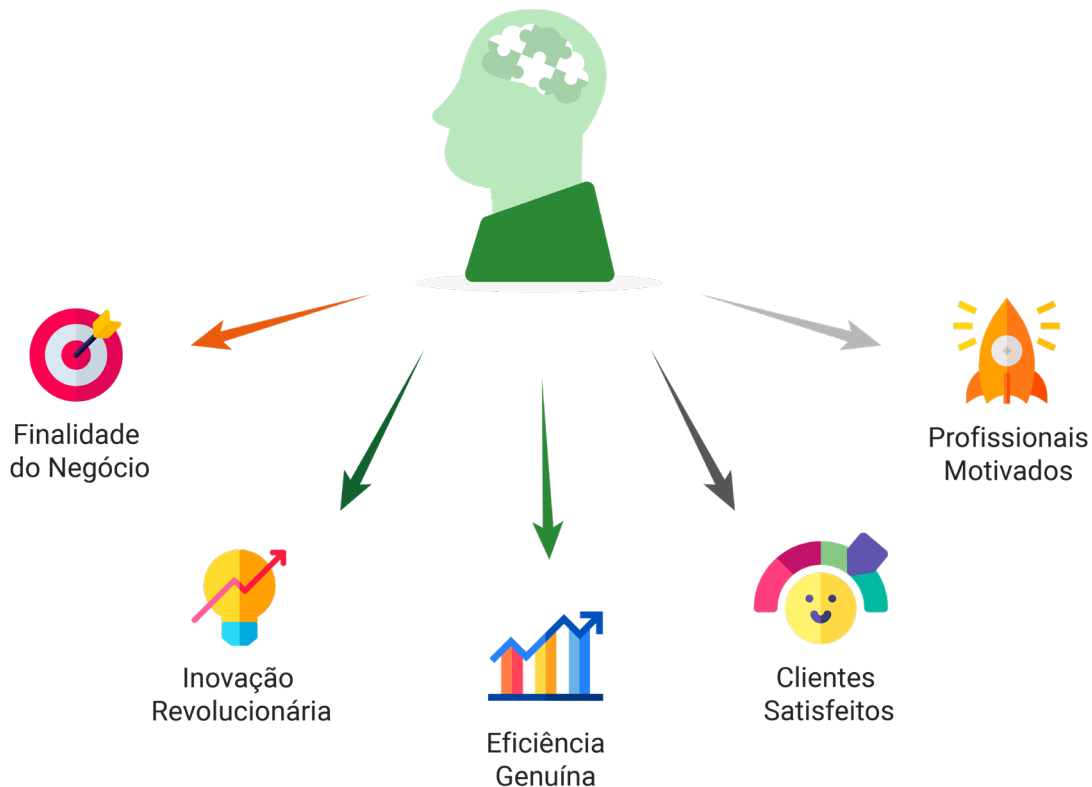 Finalidade
do Negócio
Inovação
Revolucionária
Eficiência
Genuína
Clientes
Satisfeitos
Profissionais
Motivados